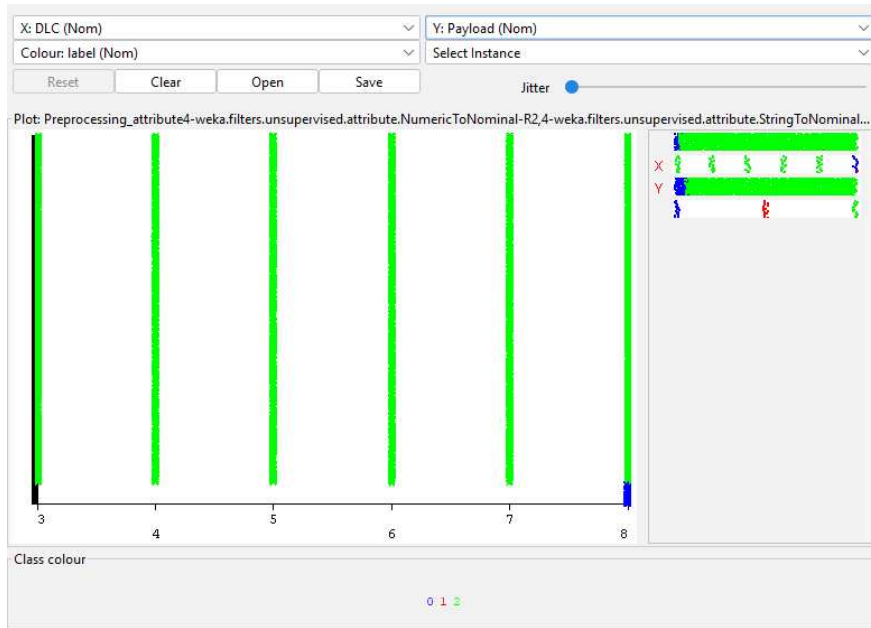 X: DLC (Nom) Y: Payload (Nom)
Colour: label (Nom) Select Instance
Reset Clear Open Save Jitter
Plot: Preprocessing_attribute4-weka.filters.unsupervised.attribute.NumericToNominal-R2,4-weka.filters.unsupervised.attribute.StringToNominal...
X
Y
3 5 7
4 6 8
Class colour
0 1 2